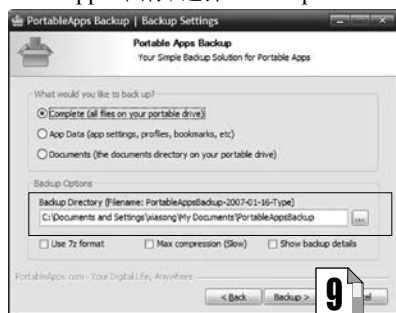 PortableApps Backup | Backup Settings
Portable Apps Backup
Your Simple Backup Solution for Portable Apps
What would you like to back up?
Complete (all files on your portable drive)
App Data (app settings, profiles, bookmarks, etc)
Documents (the documents directory on your portable drive)
Backup Options
Backup Directory (Filename: PortableAppsBackup-2007-01-16-Type)
C:\Documents and Settings\xiasong\My Documents\PortableAppsBackup
...
Use 7z format
Max compression (Slow)
Show backup details
PortableApps.com - Your Digital Life, Anywhere
< Back
Backup >
9